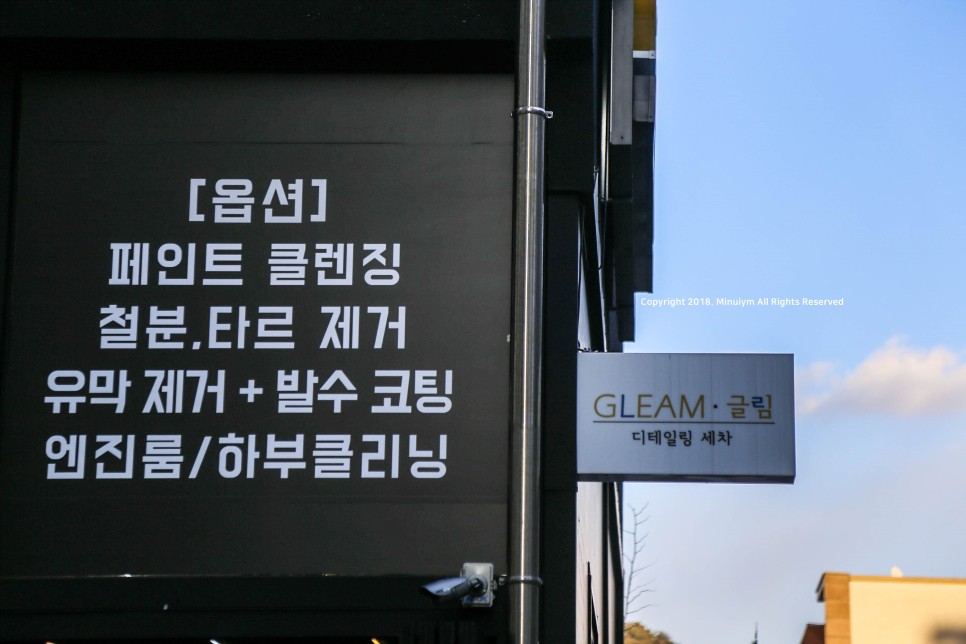 [옵션]
페인트 클렌징
철분,타르 제거
유막 제거 + 발수 코팅
엔진룸/하부클리닝
Copyright 2018. Minuiym All Rights Reserved
GLEAM · 글림
디테일링 세차